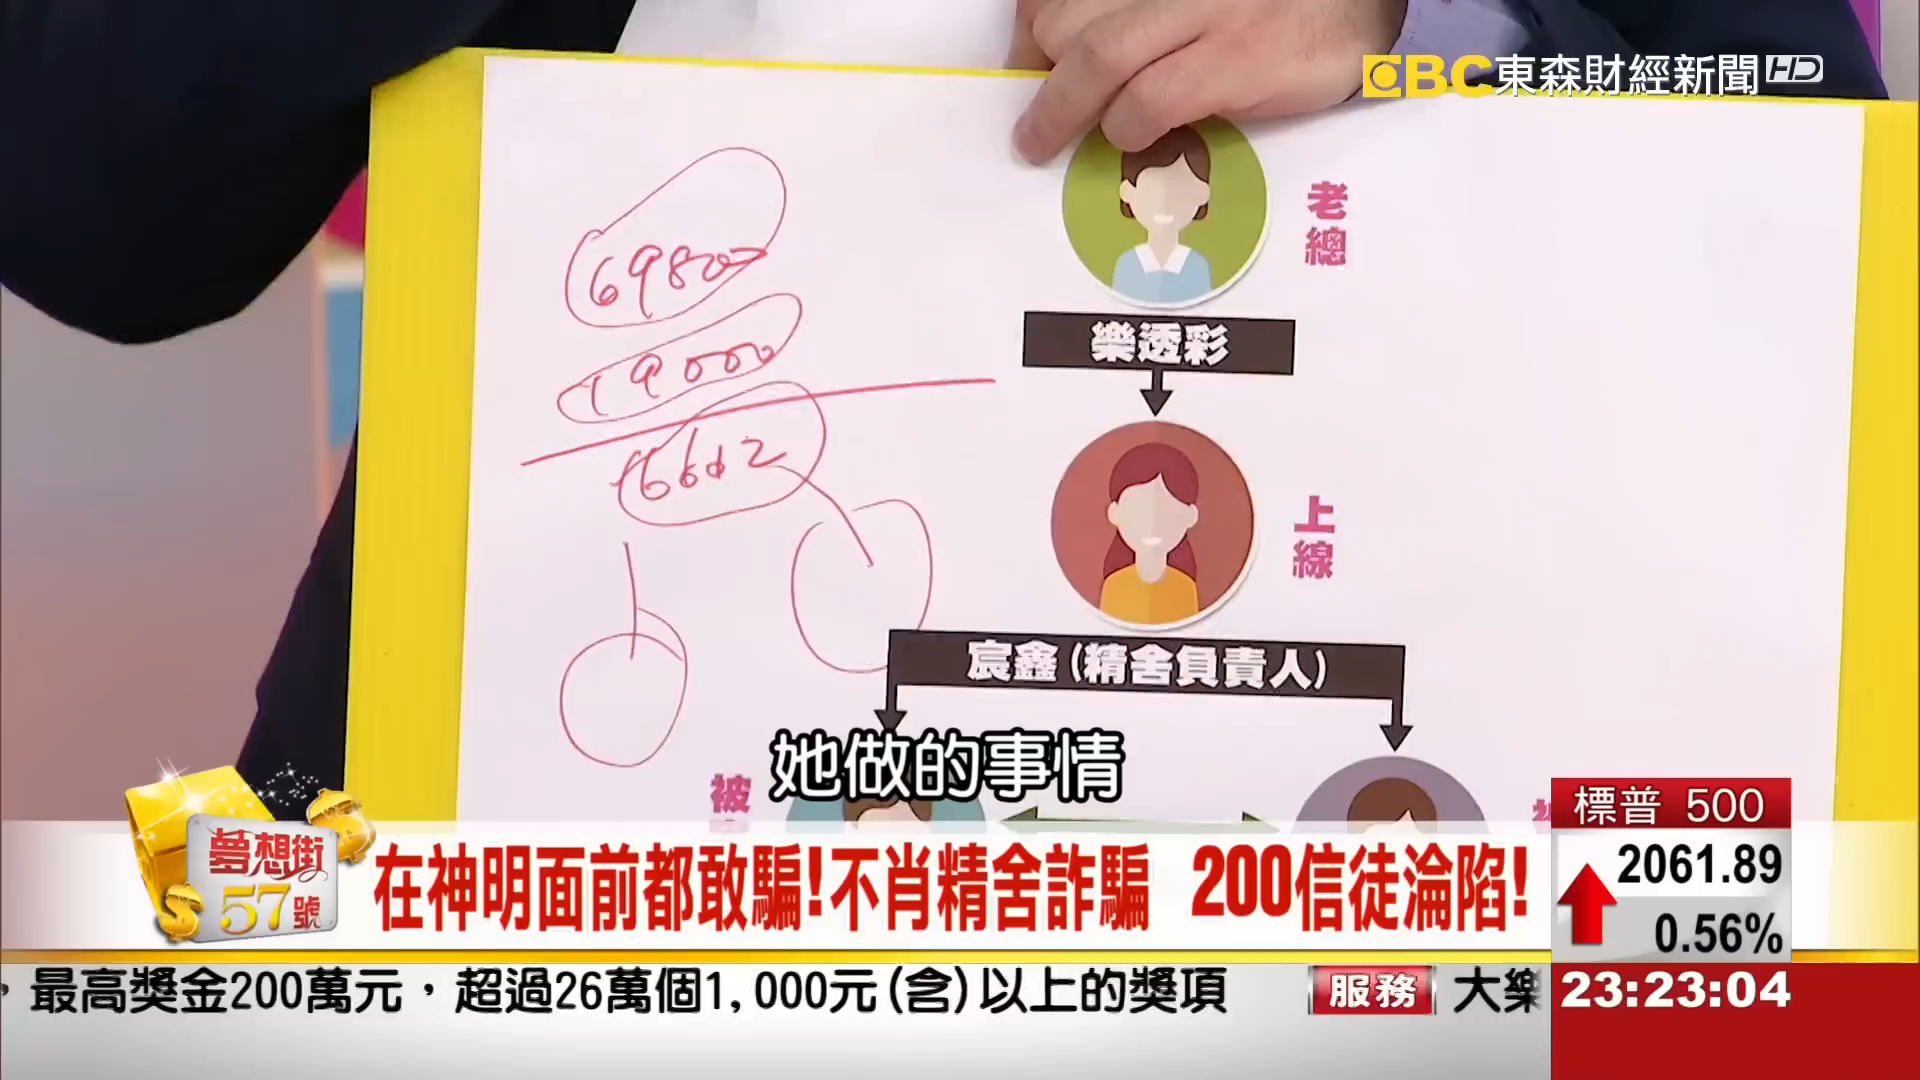 EBC東森財經新聞HD
69800
19000
老總
樂透彩
上線
宸鑫(精舍負責人)
被
她做的事情
夢想街
57號
在神明面前都敢騙!不肖精舍詐騙 200信徒淪陷!
標普 500
2061.89
0.56%
最高獎金200萬元,超過26萬個1,000元(含)以上的獎項
服務 大樂
23:23:04